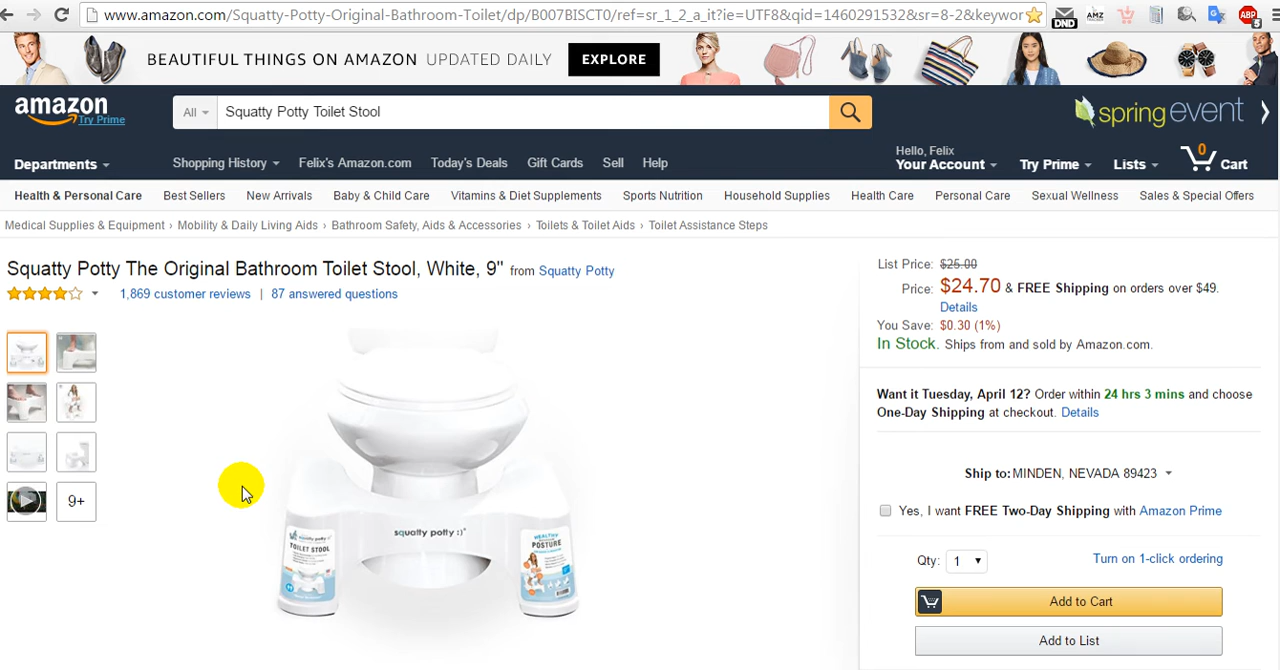 www.amazon.com/Squatty-Potty-Original-Bathroom-Toilet/dp/B007BISCT0/ref=sr_1_2_a_it?ie=UTF8&qid=1460291532&sr=8-2&keywor
DND
AMZ
ABP
5
BEAUTIFUL THINGS ON AMAZON UPDATED DAILY EXPLORE
amazon
Try Prime
All
Squatty Potty Toilet Stool
spring event
Departments
Shopping History
Felix's Amazon.com
Today's Deals
Gift Cards
Sell
Help
Hello, Felix
Your Account
Try Prime
Lists
0
Cart
Health & Personal Care
Best Sellers
New Arrivals
Baby & Child Care
Vitamins & Diet Supplements
Sports Nutrition
Household Supplies
Health Care
Personal Care
Sexual Wellness
Sales & Special Offers
Medical Supplies & Equipment › Mobility & Daily Living Aids › Bathroom Safety, Aids & Accessories › Toilets & Toilet Aids › Toilet Assistance Steps
Squatty Potty The Original Bathroom Toilet Stool, White, 9" from Squatty Potty
1,869 customer reviews | 87 answered questions
9+
squatty potty :)®
squatty potty :)
TOILET STOOL
HEALTHY
POSTURE
List Price: $25.00
Price: $24.70 & FREE Shipping on orders over $49.
Details
You Save: $0.30 (1%)
In Stock. Ships from and sold by Amazon.com.
Want it Tuesday, April 12? Order within 24 hrs 3 mins and choose
One-Day Shipping at checkout. Details
Ship to: MINDEN, NEVADA 89423
Yes, I want FREE Two-Day Shipping with Amazon Prime
Qty: 1
Turn on 1-click ordering
Add to Cart
Add to List